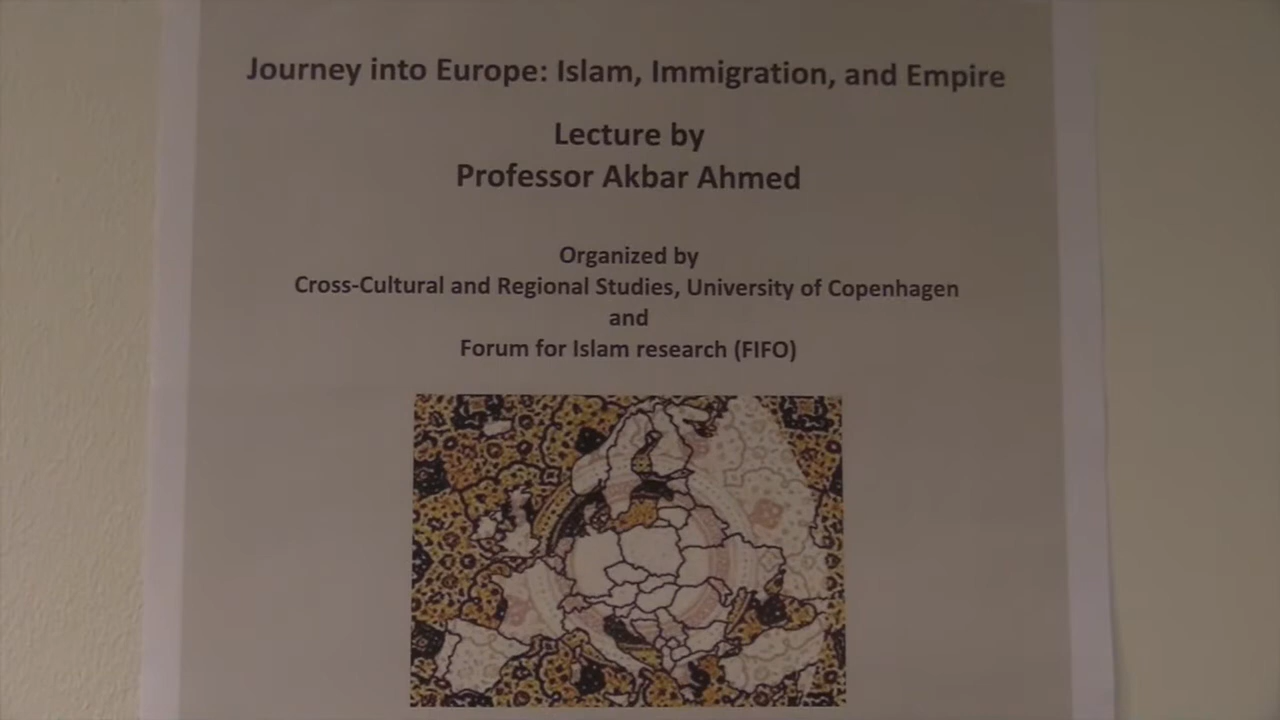 Journey into Europe: Islam, Immigration, and Empire
Lecture by
Professor Akbar Ahmed
Organized by
Cross-Cultural and Regional Studies, University of Copenhagen
and
Forum for Islam research (FIFO)